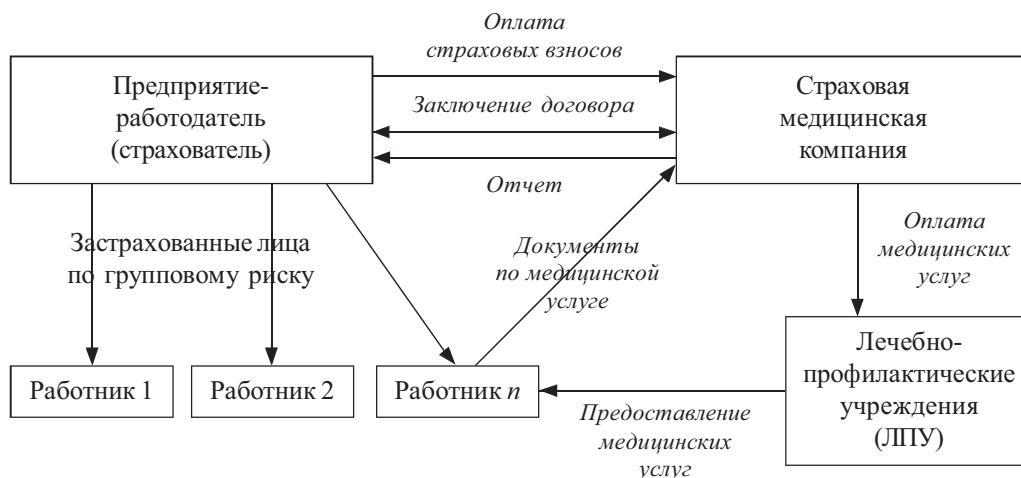 Оплата
страховых взносов
Предприятие-
работодатель
(страхователь)
Заключение договора
Отчет
Страховая
медицинская
компания
Застрахованные лица
по групповому риску
Документы
по медицинской
услуге
Оплата
медицинских
услуг
Работник 1
Работник 2
Работник n
Лечебно-
профилактические
учреждения
(ЛПУ)
Предоставление
медицинских
услуг